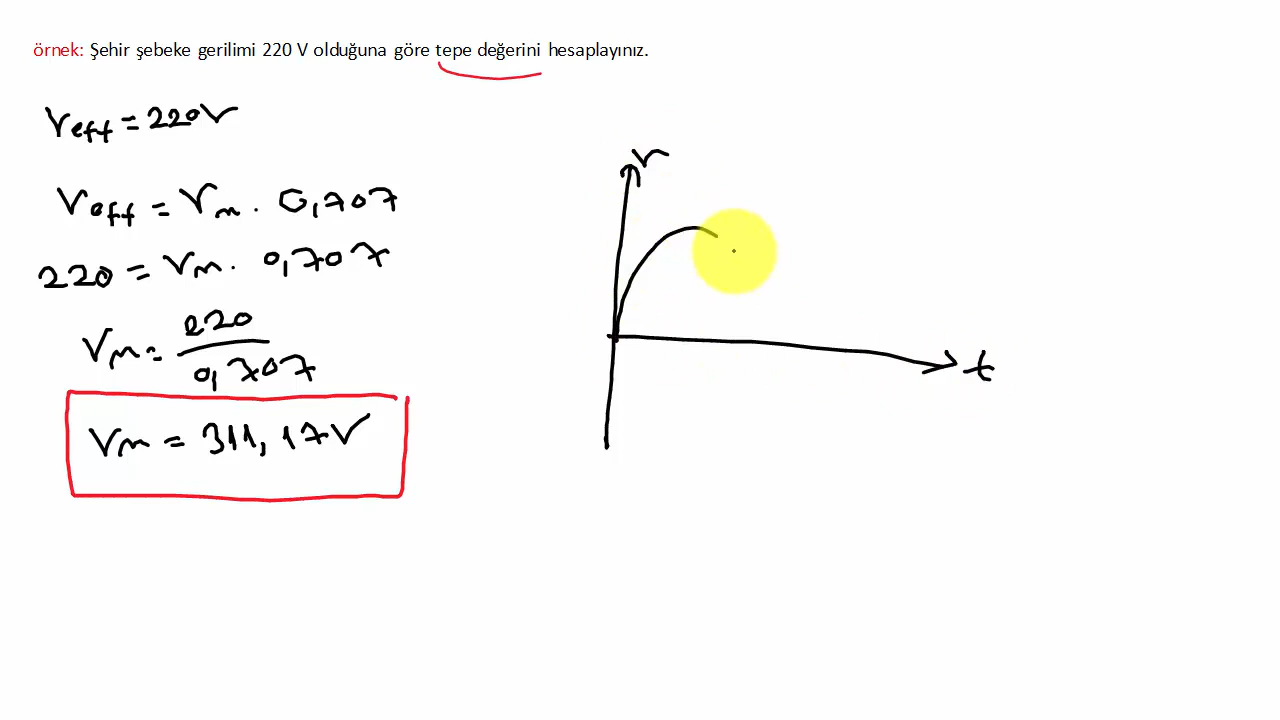 örnek: Şehir şebeke gerilimi 220 V olduğuna göre tepe değerini hesaplayınız.
Veff = 220V
Veff = Vm . 0,707
220 = Vm . 0,707
Vm = 220
0,707
Vm = 311,17V
V
t